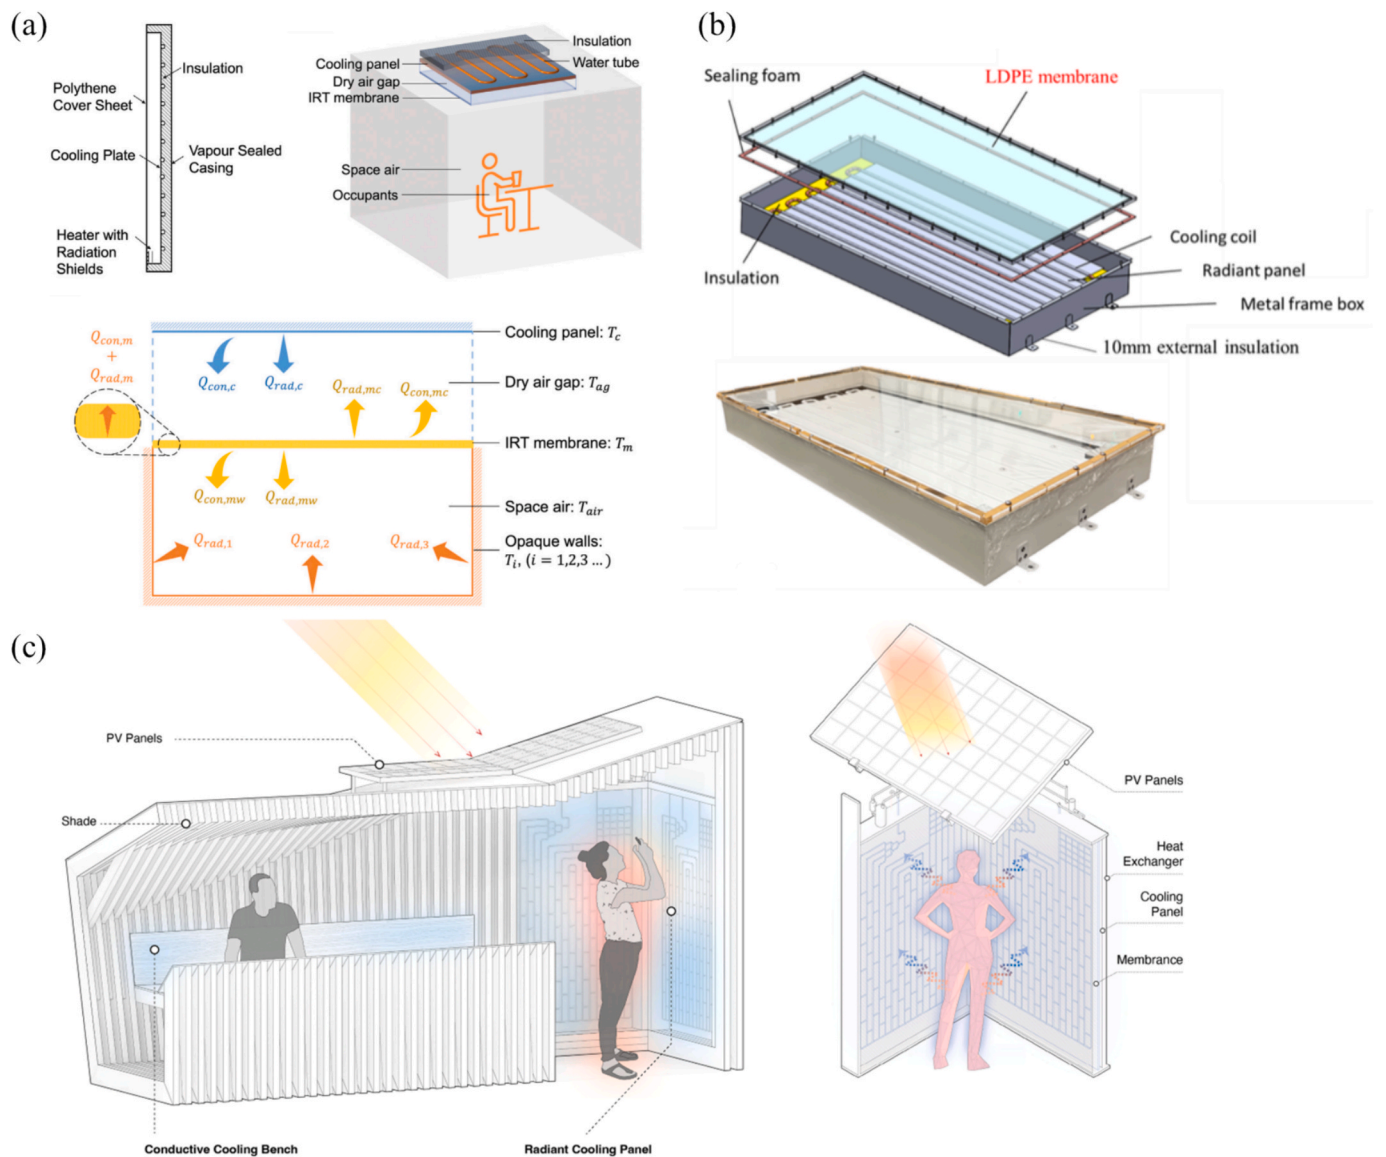 (a)
Insulation
Polythene
Cover Sheet
Cooling Plate
Vapour Sealed
Casing
Heater with
Radiation
Shields
Insulation
Cooling panel
Water tube
Dry air gap
IRT membrane
Space air
Occupants
Q_con,m
+
Q_rad,m
Cooling panel: T_c
Q_con,c
Q_rad,c
Dry air gap: T_ag
Q_rad,mc
Q_con,mc
IRT membrane: T_m
Q_con,mw
Q_rad,mw
Space air: T_air
Q_rad,1
Q_rad,2
Q_rad,3
Opaque walls:
T_i, (i = 1,2,3 ...)
(b)
Sealing foam
LDPE membrane
Cooling coil
Insulation
Radiant panel
Metal frame box
10mm external insulation
(c)
PV Panels
Shade
Conductive Cooling Bench
Radiant Cooling Panel
PV Panels
Heat
Exchanger
Cooling
Panel
Membrance